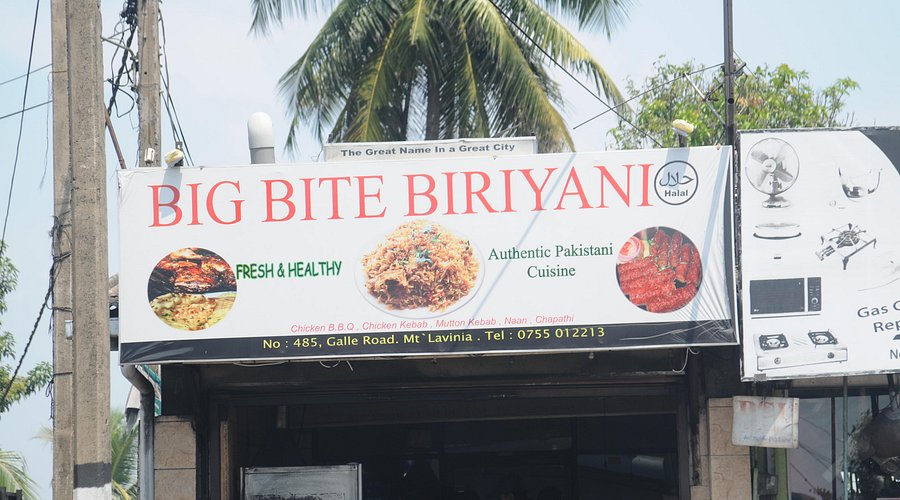 The Great Name In a Great City
BIG BITE BIRIYANI
حلال
Halal
FRESH & HEALTHY
Authentic Pakistani
Cuisine
Chicken B.B.Q , Chicken Kebab , Mutton Kebab , Naan , Chapathi
No : 485, Galle Road. Mt`Lavinia . Tel : 0755 012213
Gas